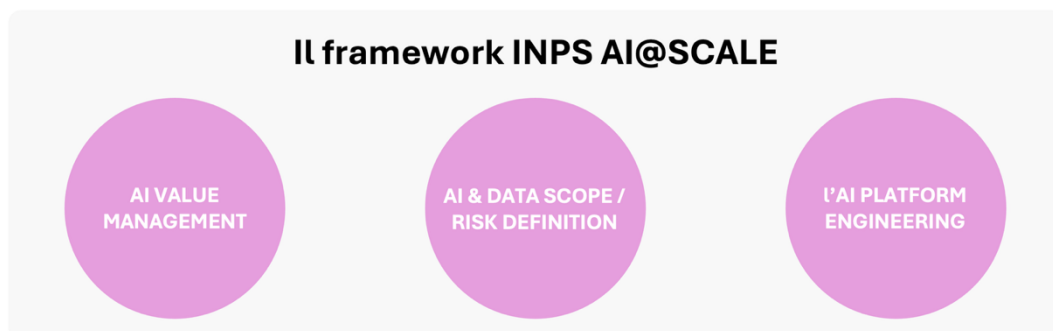 Il framework INPS AI@SCALE
AI VALUE
MANAGEMENT
AI & DATA SCOPE /
RISK DEFINITION
l’AI PLATFORM
ENGINEERING